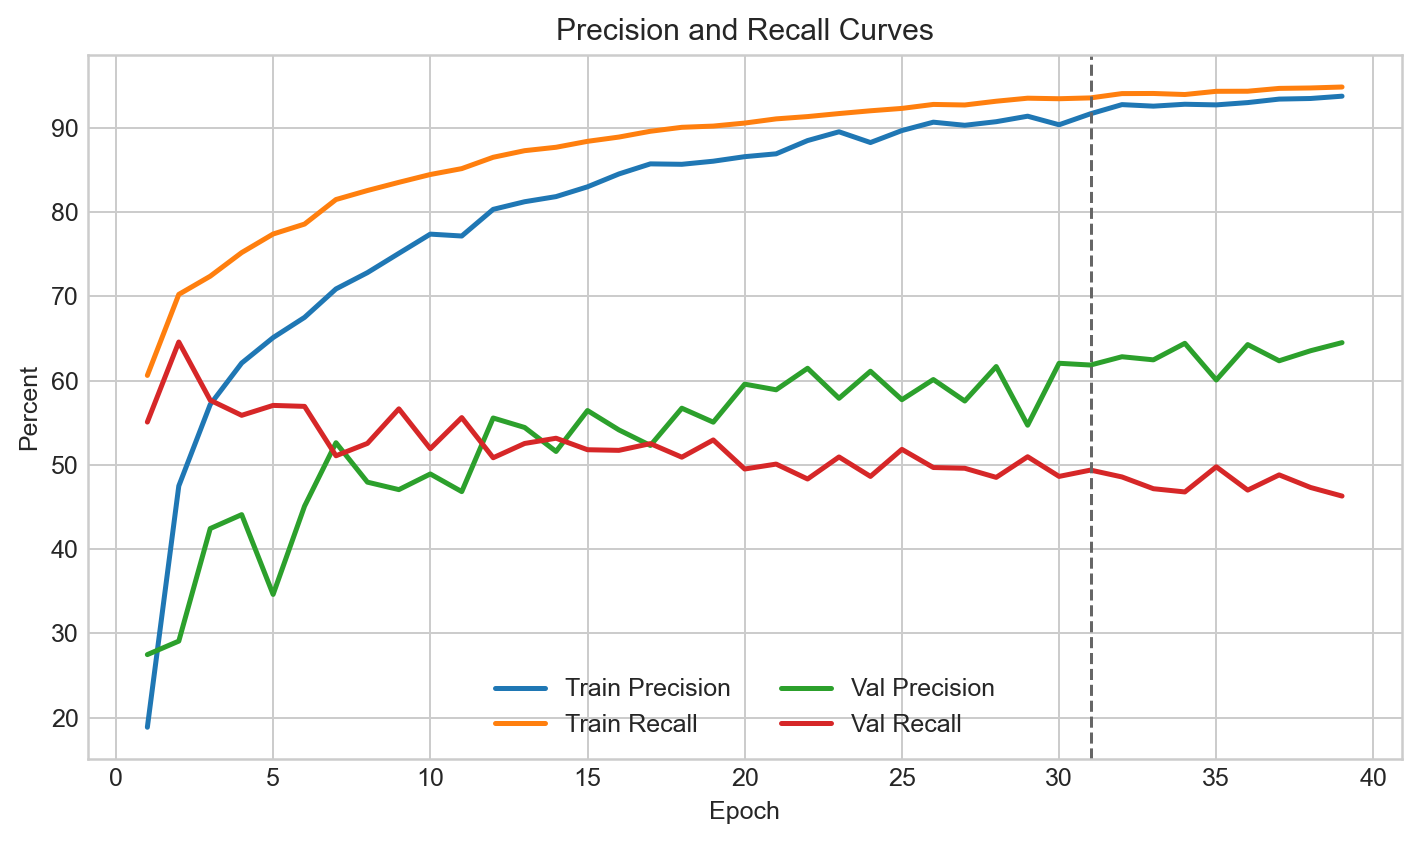 Precision and Recall Curves
90
80
70
60
50
40
30
20
Percent
Train Precision
Train Recall
Val Precision
Val Recall
0 5 10 15 20 25 30 35 40
Epoch